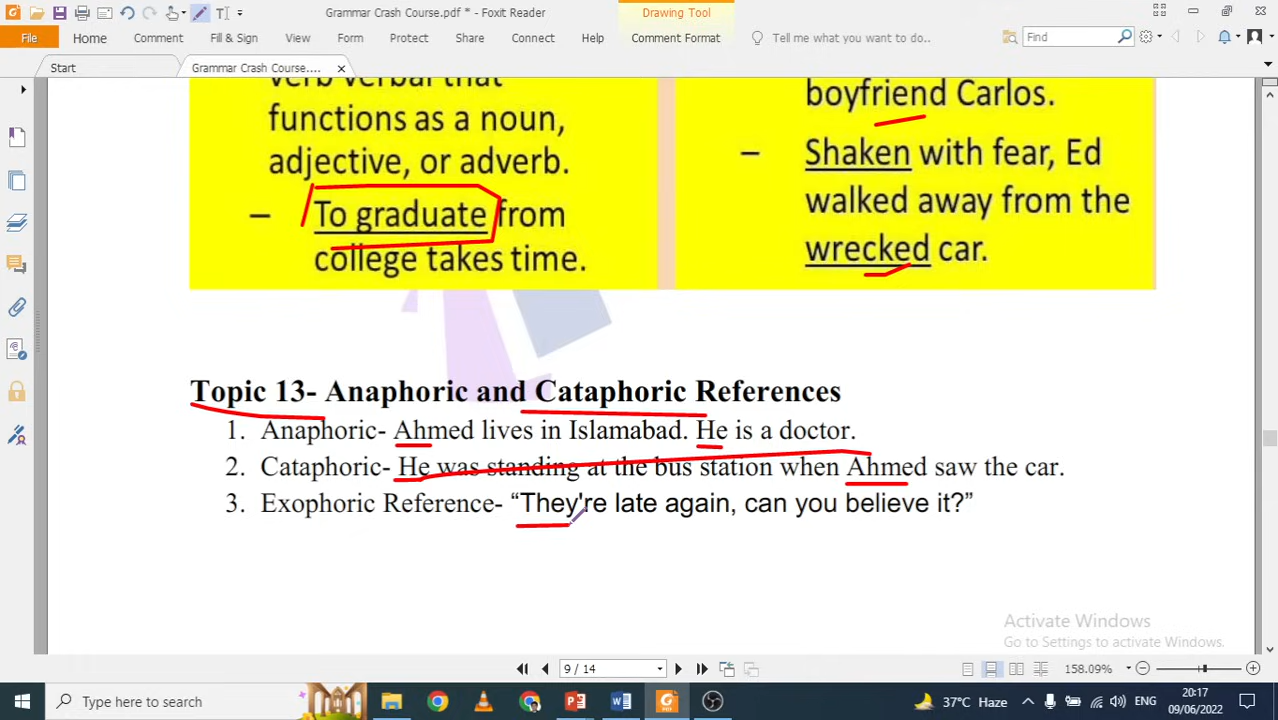 Grammar Crash Course.pdf * - Foxit Reader
Drawing Tool
File
Home
Comment
Fill & Sign
View
Form
Protect
Share
Connect
Help
Comment Format
Tell me what you want to do..
Find
Start
Grammar Crash Course....
verb verbal that
functions as a noun,
adjective, or adverb.
– To graduate from
college takes time.
boyfriend Carlos.
– Shaken with fear, Ed
walked away from the
wrecked car.
Topic 13- Anaphoric and Cataphoric References
1. Anaphoric- Ahmed lives in Islamabad. He is a doctor.
2. Cataphoric- He was standing at the bus station when Ahmed saw the car.
3. Exophoric Reference- “They're late again, can you believe it?”
Activate Windows
Go to Settings to activate Windows.
9 / 14
158.09%
Type here to search
37°C Haze
ENG
20:17
09/06/2022